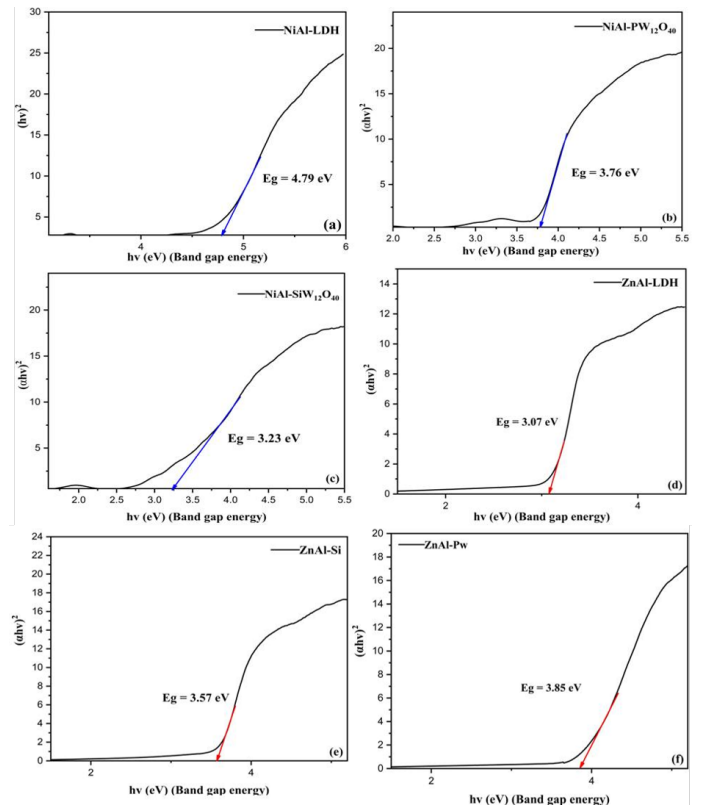 NiAl-LDH
30
25
20
15
10
5
(hν)²
Eg = 4.79 eV
(a)
4
5
6
hν (eV) (Band gap energy)
NiAl-PW₁₂O₄₀
20
15
10
5
(αhν)²
Eg = 3.76 eV
(b)
2.0 2.5 3.0 3.5 4.0 4.5 5.0 5.5
hν (eV) (Band gap energy)
NiAl-SiW₁₂O₄₀
20
15
10
5
(αhν)²
Eg = 3.23 eV
(c)
2.0 2.5 3.0 3.5 4.0 4.5 5.0 5.5
hν (eV) (Band gap energy)
ZnAl-LDH
14
12
10
8
6
4
2
0
(αhν)²
Eg = 3.07 eV
(d)
2
4
hν (eV) (Band gap energy)
ZnAl-Si
24
22
20
18
16
14
12
10
8
6
4
2
0
(αhν)²
Eg = 3.57 eV
(e)
2
4
hν (eV) (Band gap energy)
ZnAl-Pw
20
18
16
14
12
10
8
6
4
2
0
(αhν)²
Eg = 3.85 eV
(f)
2
4
hν (eV) (Band gap energy)